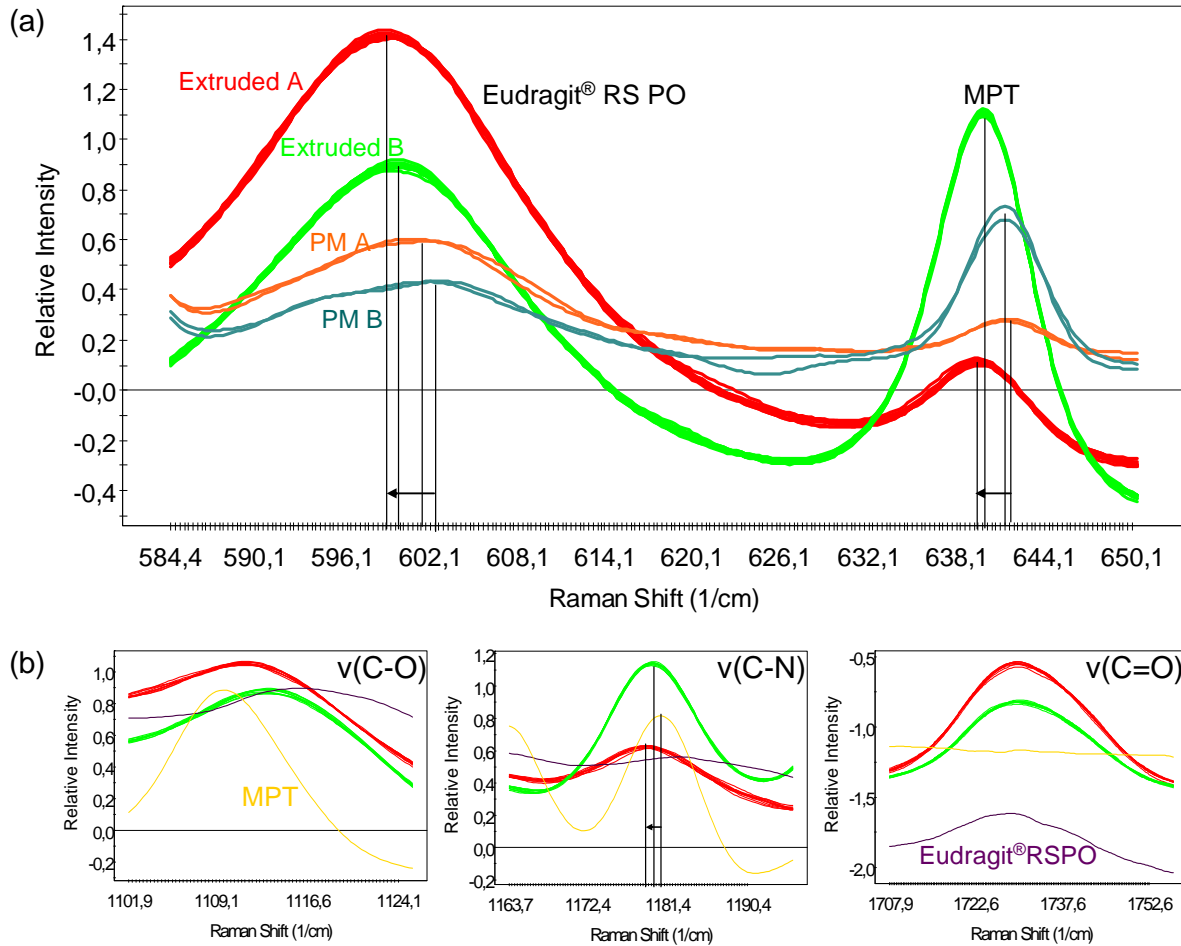 (a)
Relative Intensity
1,4
1,2
1,0
0,8
0,6
0,4
0,2
-0,0
-0,2
-0,4
Extruded A
Eudragit® RS PO
MPT
Extruded B
PM A
PM B
584,4 590,1 596,1 602,1 608,1 614,1 620,1 626,1 632,1 638,1 644,1 650,1
Raman Shift (1/cm)
(b)
Relative Intensity
1,0
0,8
0,6
0,4
0,2
0,0
-0,2
ν(C-O)
MPT
1101,9 1109,1 1116,6 1124,1
Raman Shift (1/cm)
Relative Intensity
1,2
1,0
0,8
0,6
0,4
0,2
0,0
-0,2
ν(C-N)
1163,7 1172,4 1181,4 1190,4
Raman Shift (1/cm)
Relative Intensity
-0,5
-1,0
-1,5
-2,0
ν(C=O)
Eudragit®RSPO
1707,9 1722,6 1737,6 1752,6
Raman Shift (1/cm)